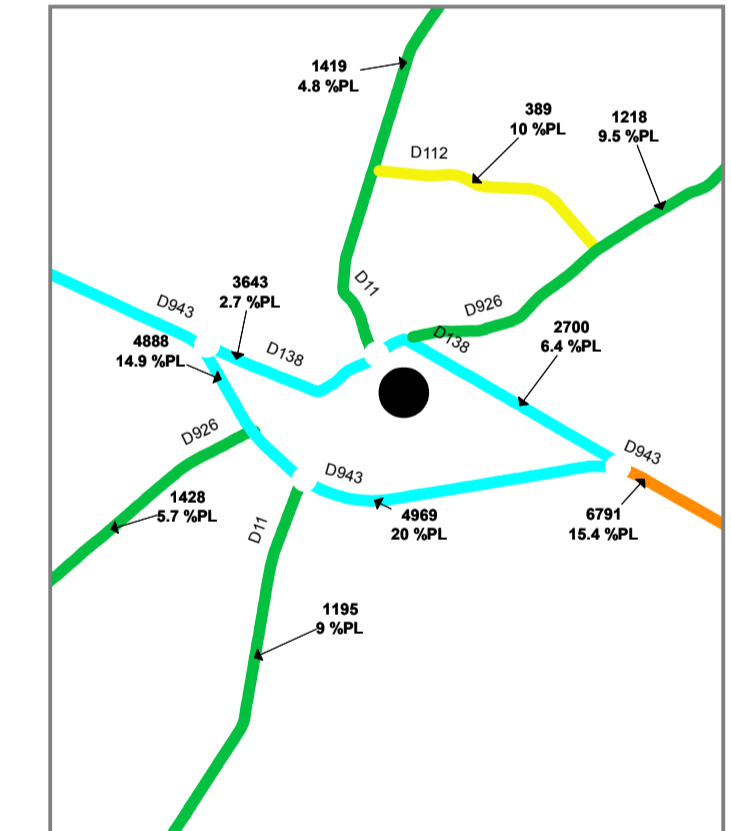 1419
4.8 %PL
389
10 %PL
1218
9.5 %PL
D112
D11
D926
3643
2.7 %PL
D943
D138
D138
2700
6.4 %PL
4888
14.9 %PL
D926
D943
D943
1428
5.7 %PL
D11
4969
20 %PL
6791
15.4 %PL
1195
9 %PL